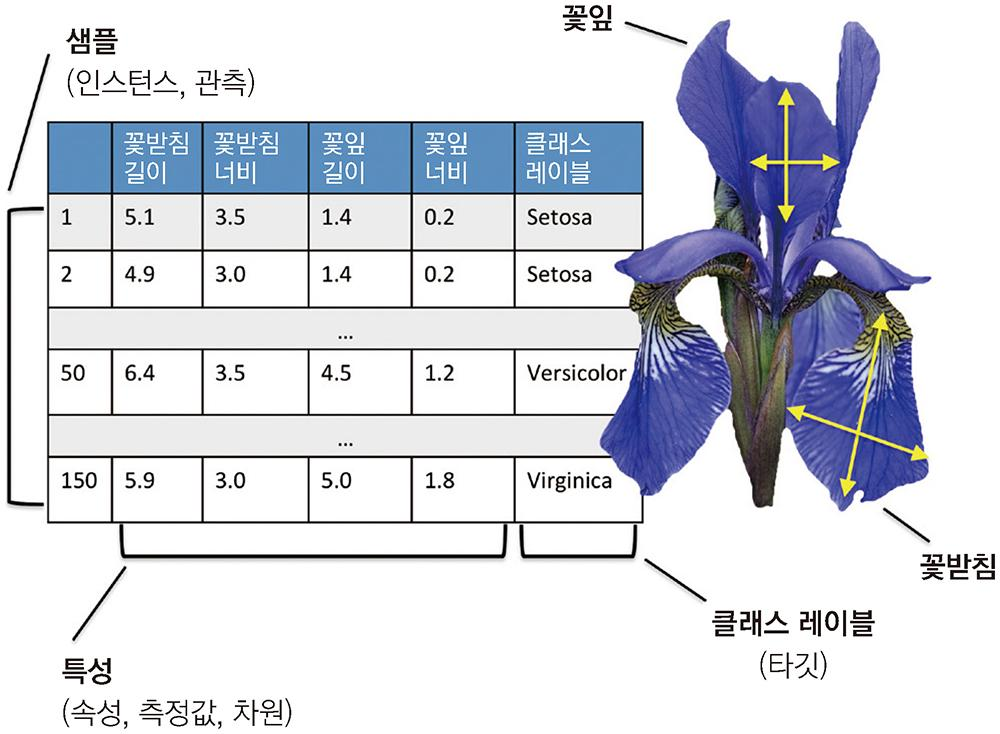 꽃잎
샘플
(인스턴스, 관측)
꽃받침 길이 꽃받침 너비 꽃잎 길이 꽃잎 너비 클래스 레이블
1 5.1 3.5 1.4 0.2 Setosa
2 4.9 3.0 1.4 0.2 Setosa
...
50 6.4 3.5 4.5 1.2 Versicolor
...
150 5.9 3.0 5.0 1.8 Virginica
꽃받침
클래스 레이블
(타깃)
특성
(속성, 측정값, 차원)